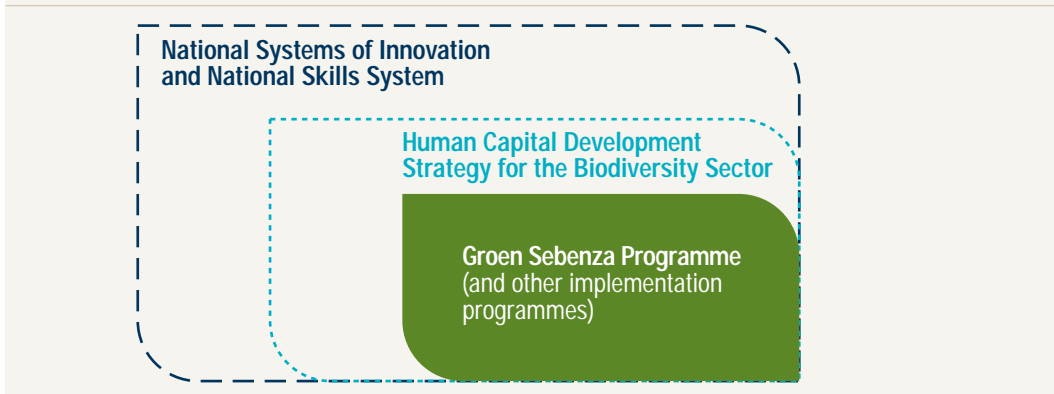 National Systems of Innovation
and National Skills System
Human Capital Development
Strategy for the Biodiversity Sector
Groen Sebenza Programme
(and other implementation
programmes)